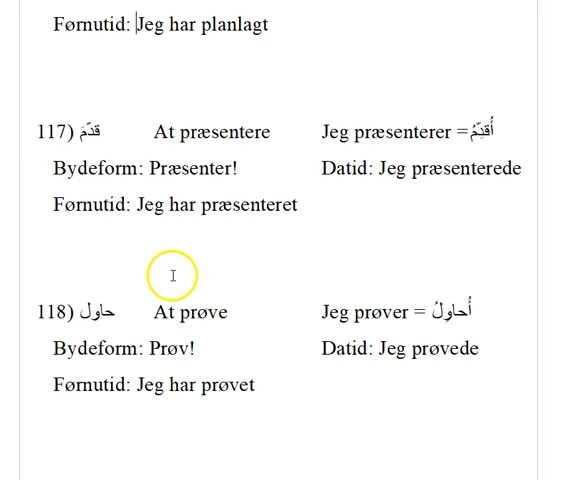 Førnutid: Jeg har planlagt
117) قدّمَ At præsentere Jeg præsenterer = أُقدِّمُ
Bydeform: Præsenter! Datid: Jeg præsenterede
Førnutid: Jeg har præsenteret
118) حاول At prøve Jeg prøver = أُحاوِلُ
Bydeform: Prøv! Datid: Jeg prøvede
Førnutid: Jeg har prøvet